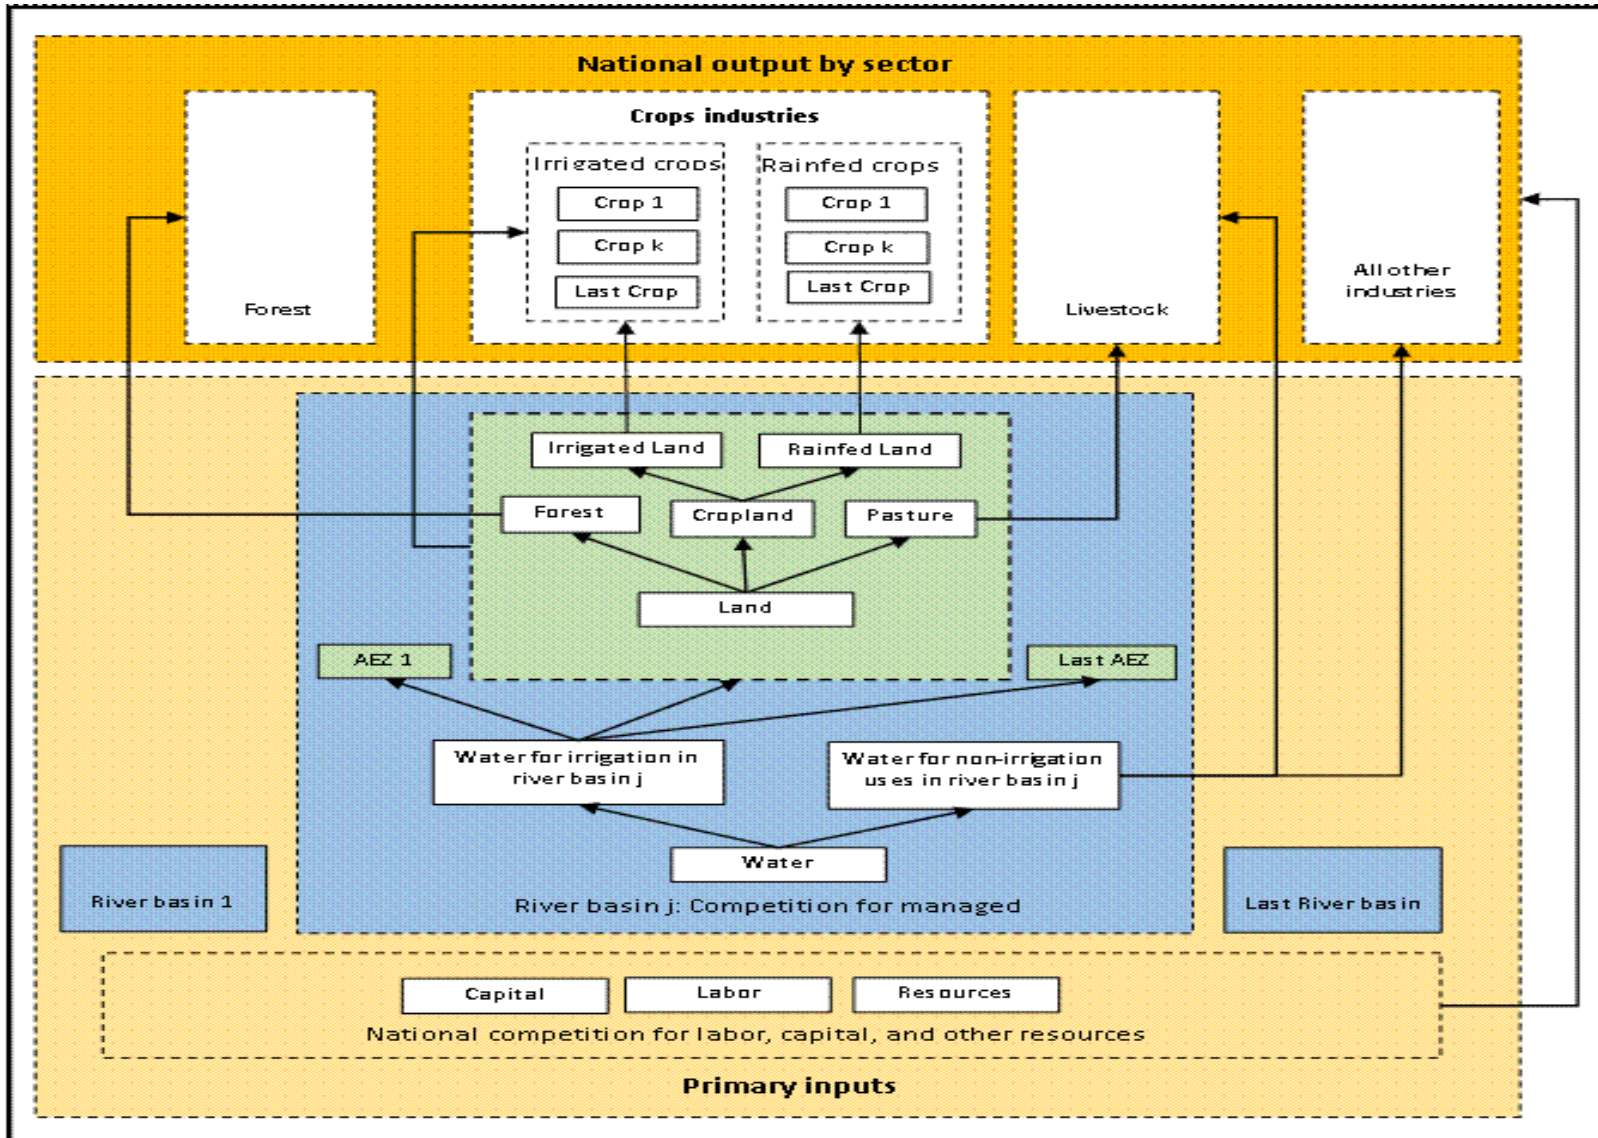 National output by sector
Crops industries
Irrigated crops
Rainfed crops
Crop 1
Crop 1
Crop k
Crop k
Last Crop
Last Crop
Forest
Livestock
All other
industries
Irrigated Land
Rainfed Land
Forest
Cropland
Pasture
Land
AEZ 1
Last AEZ
Water for irrigation in
river basin j
Water for non-irrigation
uses in river basin j
Water
River basin 1
River basin j: Competition for managed
Last River basin
Capital
Labor
Resources
National competition for labor, capital, and other resources
Primary inputs